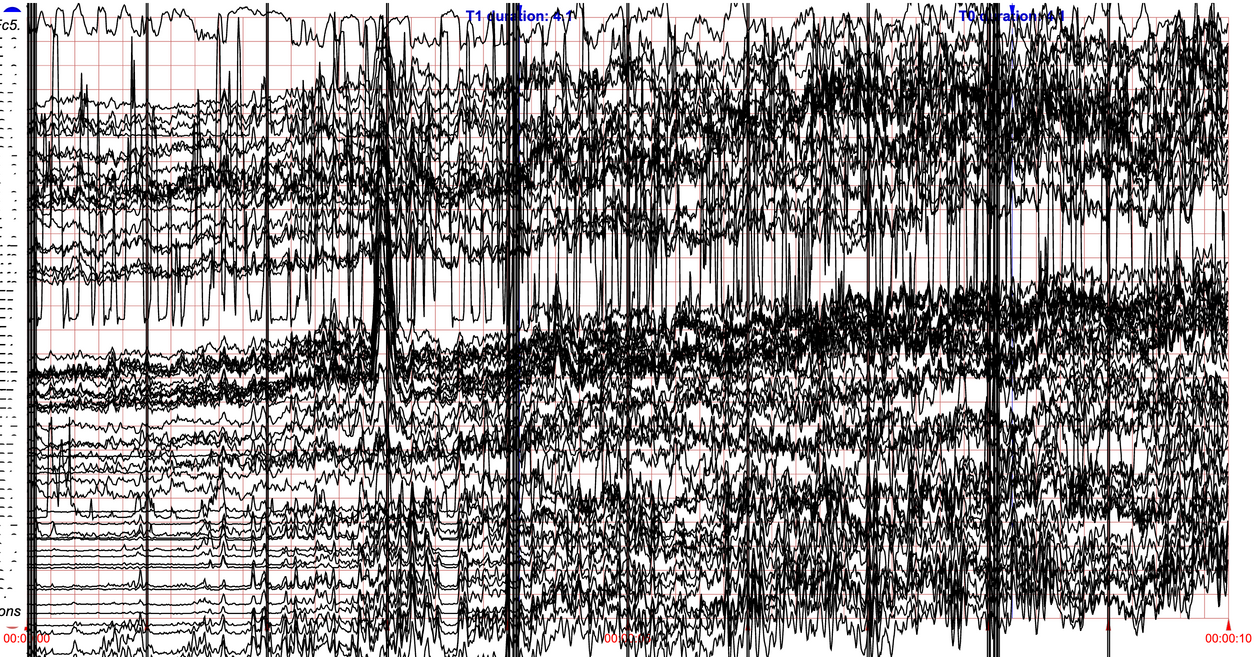 T1 duration: 4.1
T0 duration: 4.1
Fc5.
ons
00:00:00
00:00:10